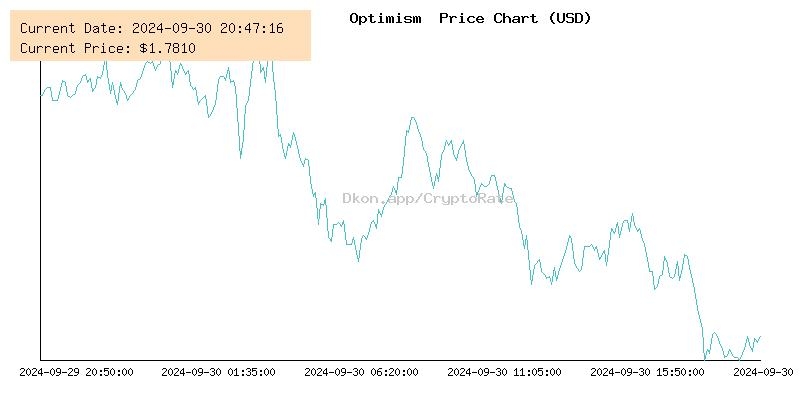 Optimism  Price Chart (USD)
Current Date: 2024-09-30 20:47:16
Current Price: $1.7810
Dkon.app/CryptoRate
2024-09-29 20:50:00 2024-09-30 01:35:00 2024-09-30 06:20:00 2024-09-30 11:05:00 2024-09-30 15:50:00 2024-09-30